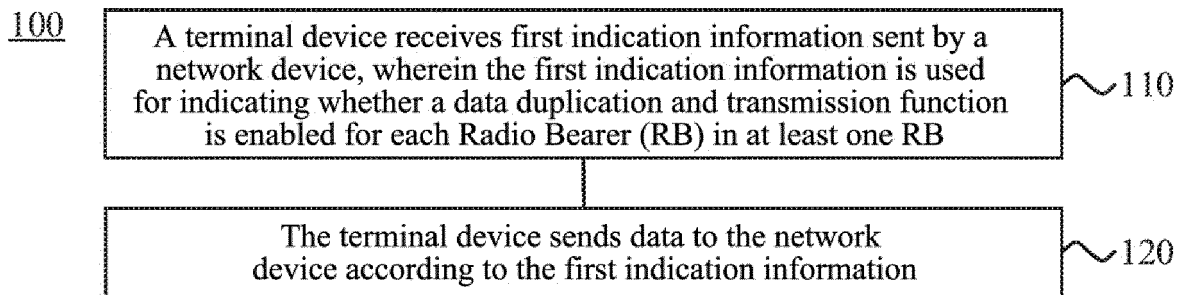 100
A terminal device receives first indication information sent by a
network device, wherein the first indication information is used
for indicating whether a data duplication and transmission function
is enabled for each Radio Bearer (RB) in at least one RB
110
The terminal device sends data to the network
device according to the first indication information
120